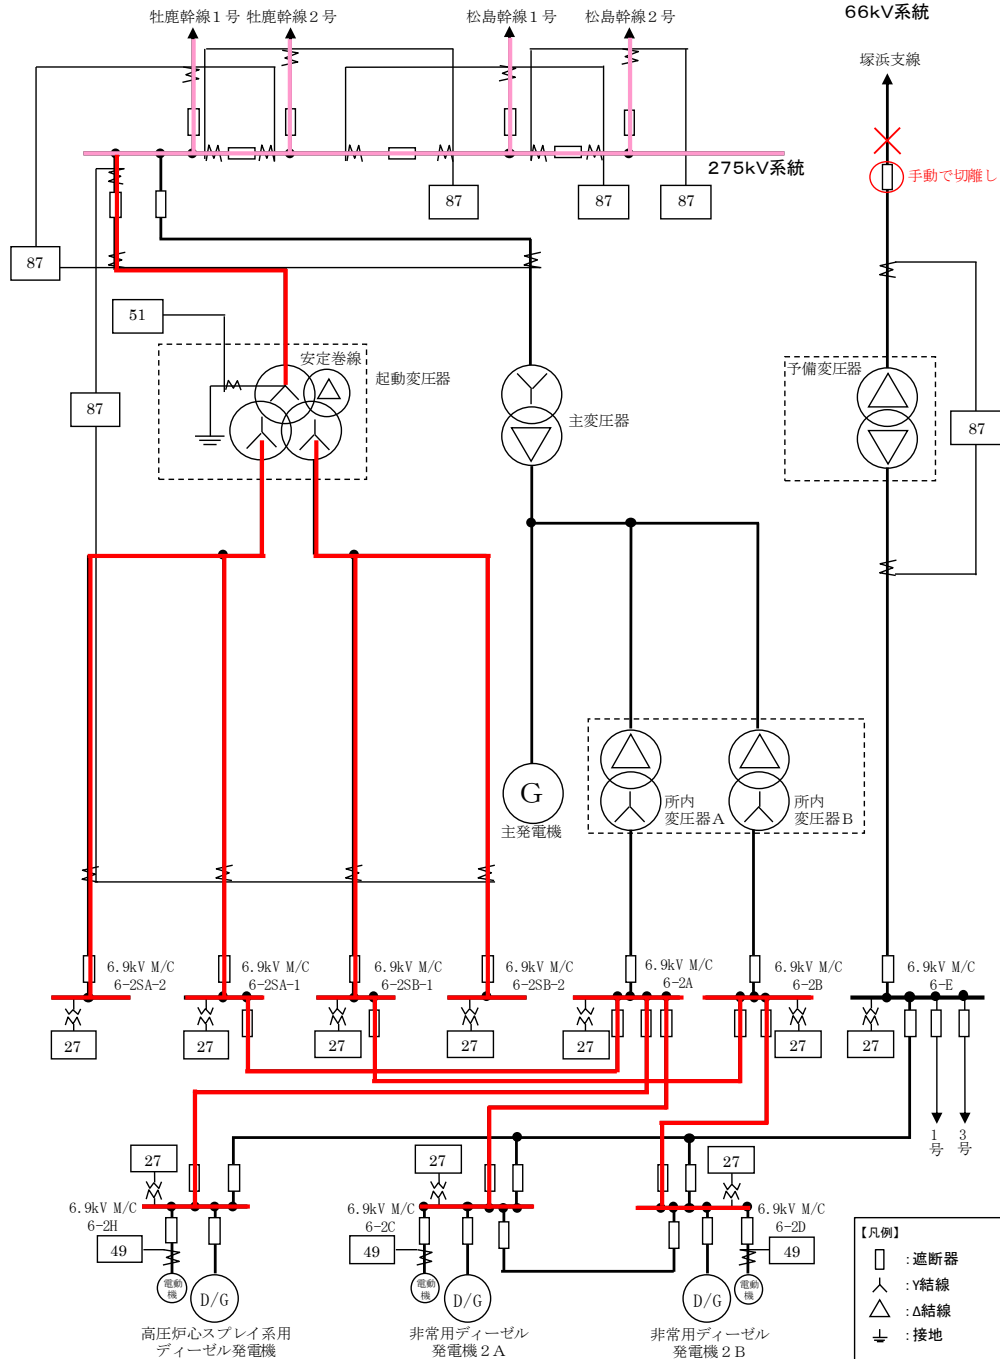 牡鹿幹線１号
牡鹿幹線２号
松島幹線１号
松島幹線２号
66kV系統
塚浜支線
275kV系統
手動で切離し
87
87
87
87
51
安定巻線
起動変圧器
87
主変圧器
予備変圧器
87
G
主発電機
所内
変圧器Ａ
所内
変圧器Ｂ
6.9kV M/C
6-2SA-2
6.9kV M/C
6-2SA-1
6.9kV M/C
6-2SB-1
6.9kV M/C
6-2SB-2
6.9kV M/C
6-2A
6.9kV M/C
6-2B
6.9kV M/C
6-E
27
27
27
27
27
27
27
1号
3号
27
27
27
6.9kV M/C
6-2H
6.9kV M/C
6-2C
6.9kV M/C
6-2D
49
49
49
電動機
D/G
電動機
D/G
D/G
電動機
高圧炉心スプレイ系用
ディーゼル発電機
非常用ディーゼル
発電機２Ａ
非常用ディーゼル
発電機２Ｂ
【凡例】
：遮断器
：Y結線
：Δ結線
：接地